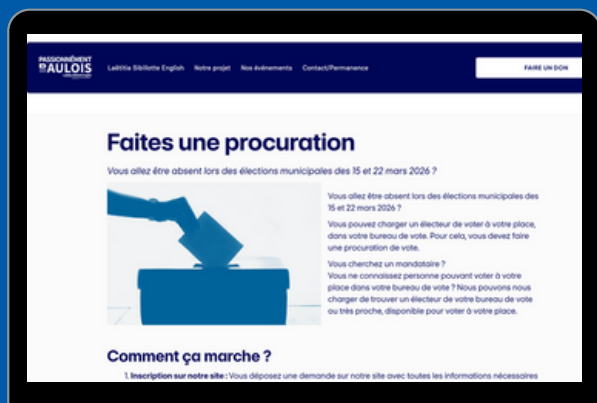 PASSIONNÉMENT
BAULOIS
Laëtitia Sibillotte English Notre projet Nos événements Contact/Permanence
FAIRE UN DON
Faites une procuration
Vous allez être absent lors des élections municipales des 15 et 22 mars 2026 ?
Vous allez être absent lors des élections municipales des
15 et 22 mars 2026 ?
Vous pouvez charger un électeur de voter à votre place,
dans votre bureau de vote. Pour cela, vous devez faire
une procuration de vote.
Vous cherchez un mandataire ?
Vous ne connaissez personne pouvant voter à votre
place dans votre bureau de vote ? Nous pouvons nous
charger de trouver un électeur de votre bureau de vote
ou très proche, disponible pour voter à votre place.
Comment ça marche ?
1. Inscription sur notre site : Vous déposez une demande sur notre site avec toutes les informations nécessaires